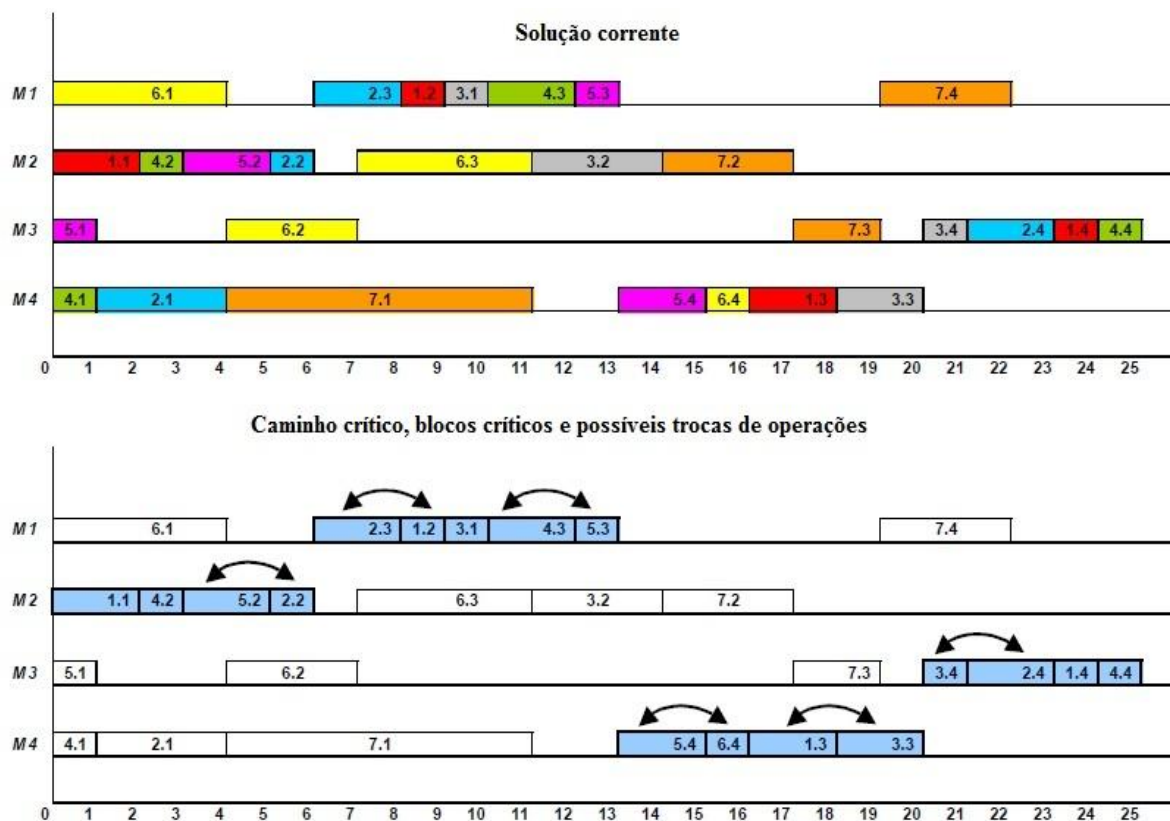 Solução corrente
M1 6.1 2.3 1.2 3.1 4.3 5.3 7.4
M2 1.1 4.2 5.2 2.2 6.3 3.2 7.2
M3 5.1 6.2 7.3 3.4 2.4 1.4 4.4
M4 4.1 2.1 7.1 5.4 6.4 1.3 3.3
0 1 2 3 4 5 6 7 8 9 10 11 12 13 14 15 16 17 18 19 20 21 22 23 24 25
Caminho crítico, blocos críticos e possíveis trocas de operações
M1 6.1 2.3 1.2 3.1 4.3 5.3 7.4
M2 1.1 4.2 5.2 2.2 6.3 3.2 7.2
M3 5.1 6.2 7.3 3.4 2.4 1.4 4.4
M4 4.1 2.1 7.1 5.4 6.4 1.3 3.3
0 1 2 3 4 5 6 7 8 9 10 11 12 13 14 15 16 17 18 19 20 21 22 23 24 25